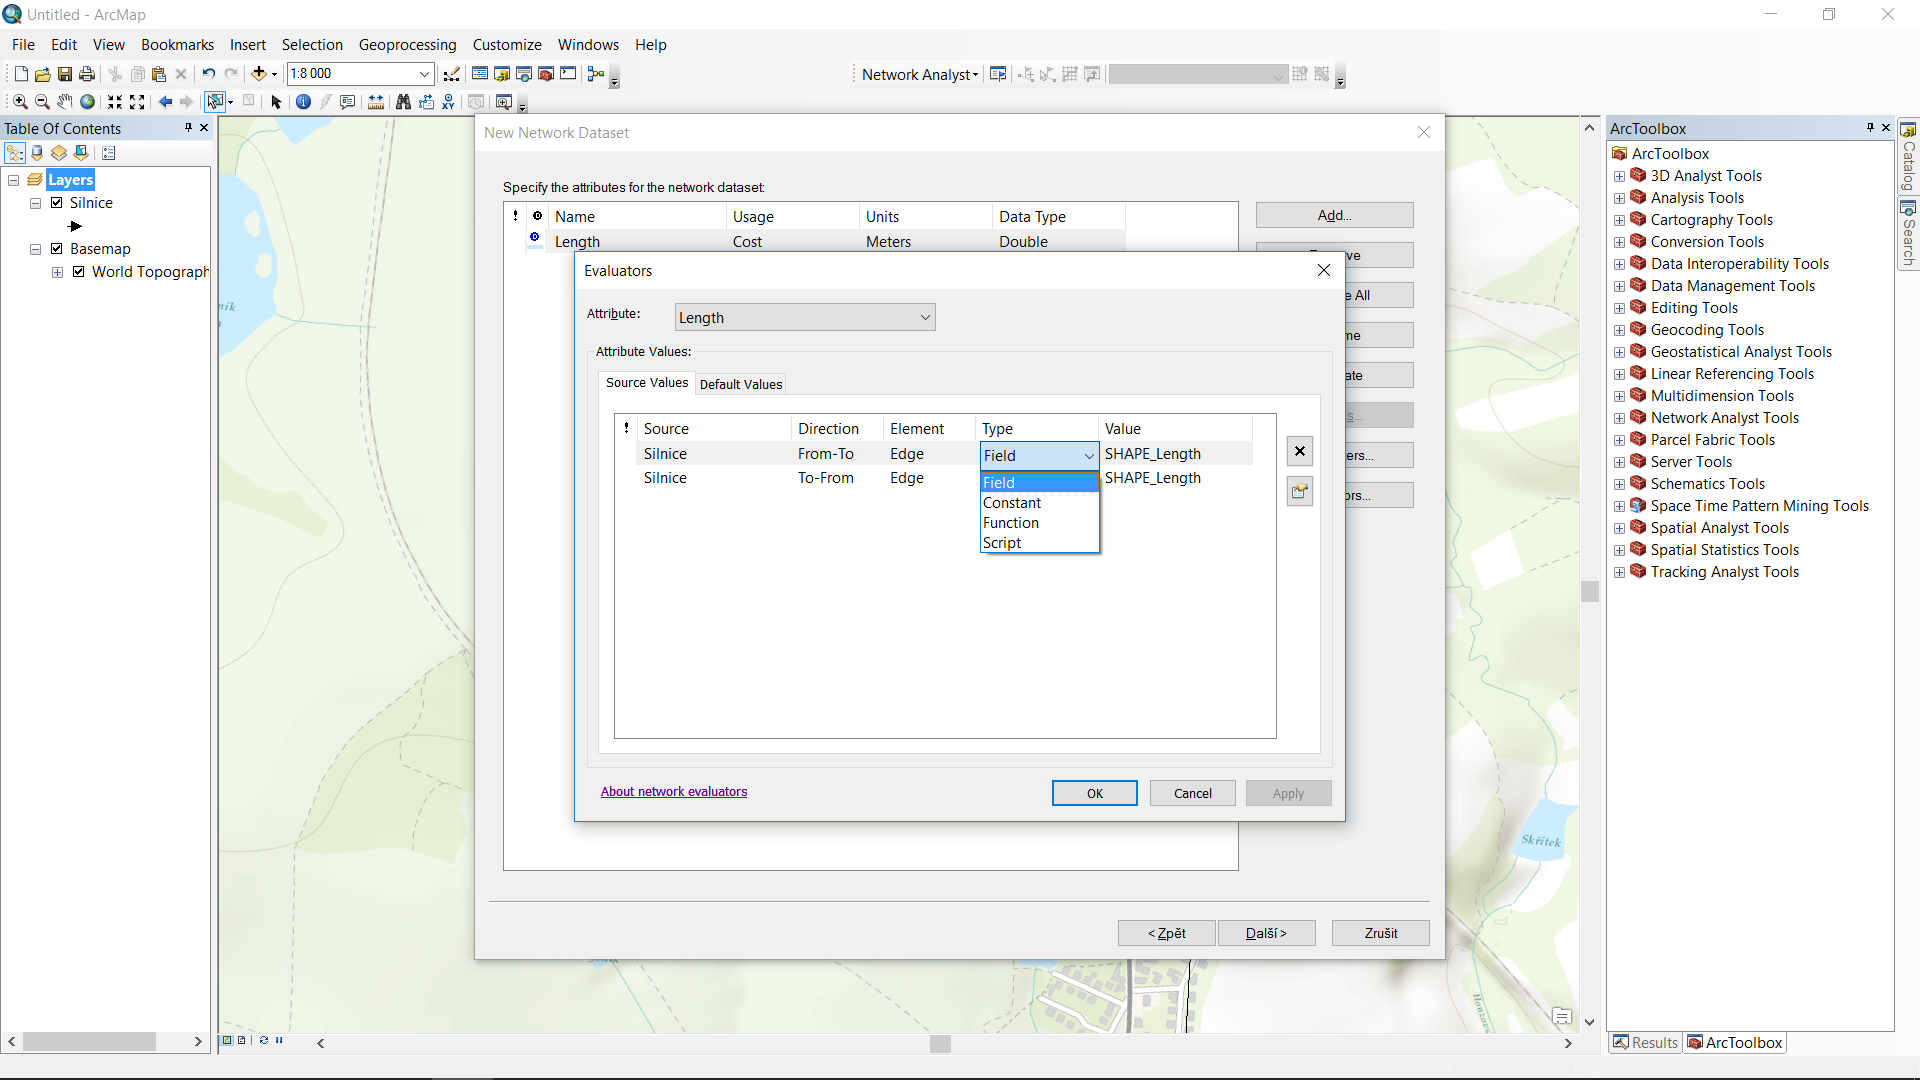 Untitled - ArcMap
File Edit View Bookmarks Insert Selection Geoprocessing Customize Windows Help
1:8 000
Network Analyst
Table Of Contents
Layers
Silnice
Basemap
World Topograph
New Network Dataset
Specify the attributes for the network dataset:
! Name Usage Units Data Type
Length Cost Meters Double
Add...
ve
e All
me
ate
s...
ers...
ors...
Evaluators
Attribute: Length
Attribute Values:
Source Values Default Values
! Source Direction Element Type Value
Silnice From-To Edge Field SHAPE_Length
Silnice To-From Edge SHAPE_Length
Field
Constant
Function
Script
About network evaluators
OK Cancel Apply
< Zpět Další > Zrušit
Skřítek
ArcToolbox
ArcToolbox
3D Analyst Tools
Analysis Tools
Cartography Tools
Conversion Tools
Data Interoperability Tools
Data Management Tools
Editing Tools
Geocoding Tools
Geostatistical Analyst Tools
Linear Referencing Tools
Multidimension Tools
Network Analyst Tools
Parcel Fabric Tools
Server Tools
Schematics Tools
Space Time Pattern Mining Tools
Spatial Analyst Tools
Spatial Statistics Tools
Tracking Analyst Tools
Results ArcToolbox
Catalog
Search